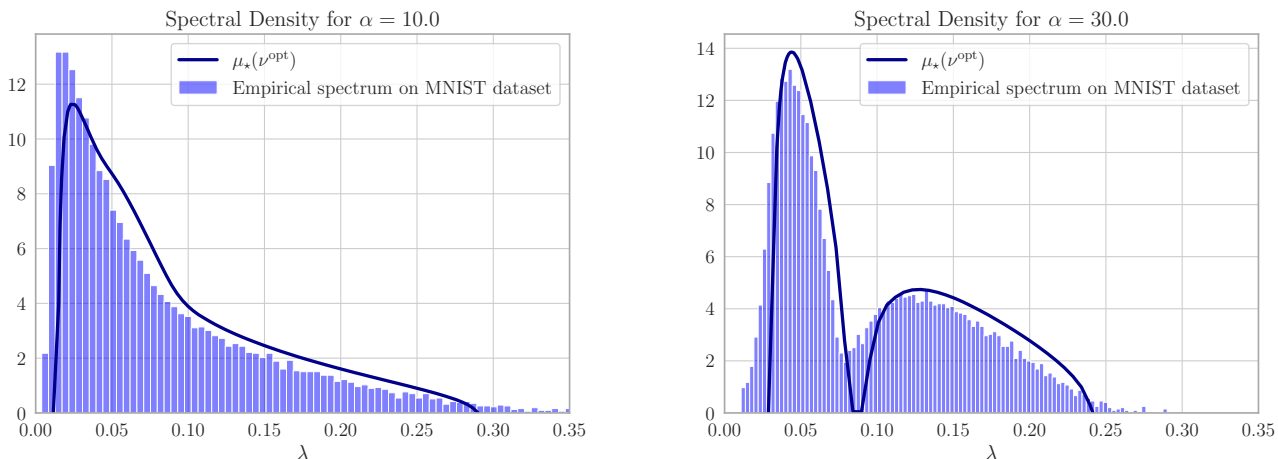 Spectral Density for α = 10.0
μ⋆(ν^opt)
Empirical spectrum on MNIST dataset
12
10
8
6
4
2
0
0.00 0.05 0.10 0.15 0.20 0.25 0.30 0.35
λ
Spectral Density for α = 30.0
μ⋆(ν^opt)
Empirical spectrum on MNIST dataset
14
12
10
8
6
4
2
0
0.00 0.05 0.10 0.15 0.20 0.25 0.30 0.35
λ